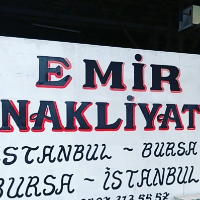 EMİR
NAKLİYAT
İSTANBUL - BURSA
BURSA - İSTANBUL